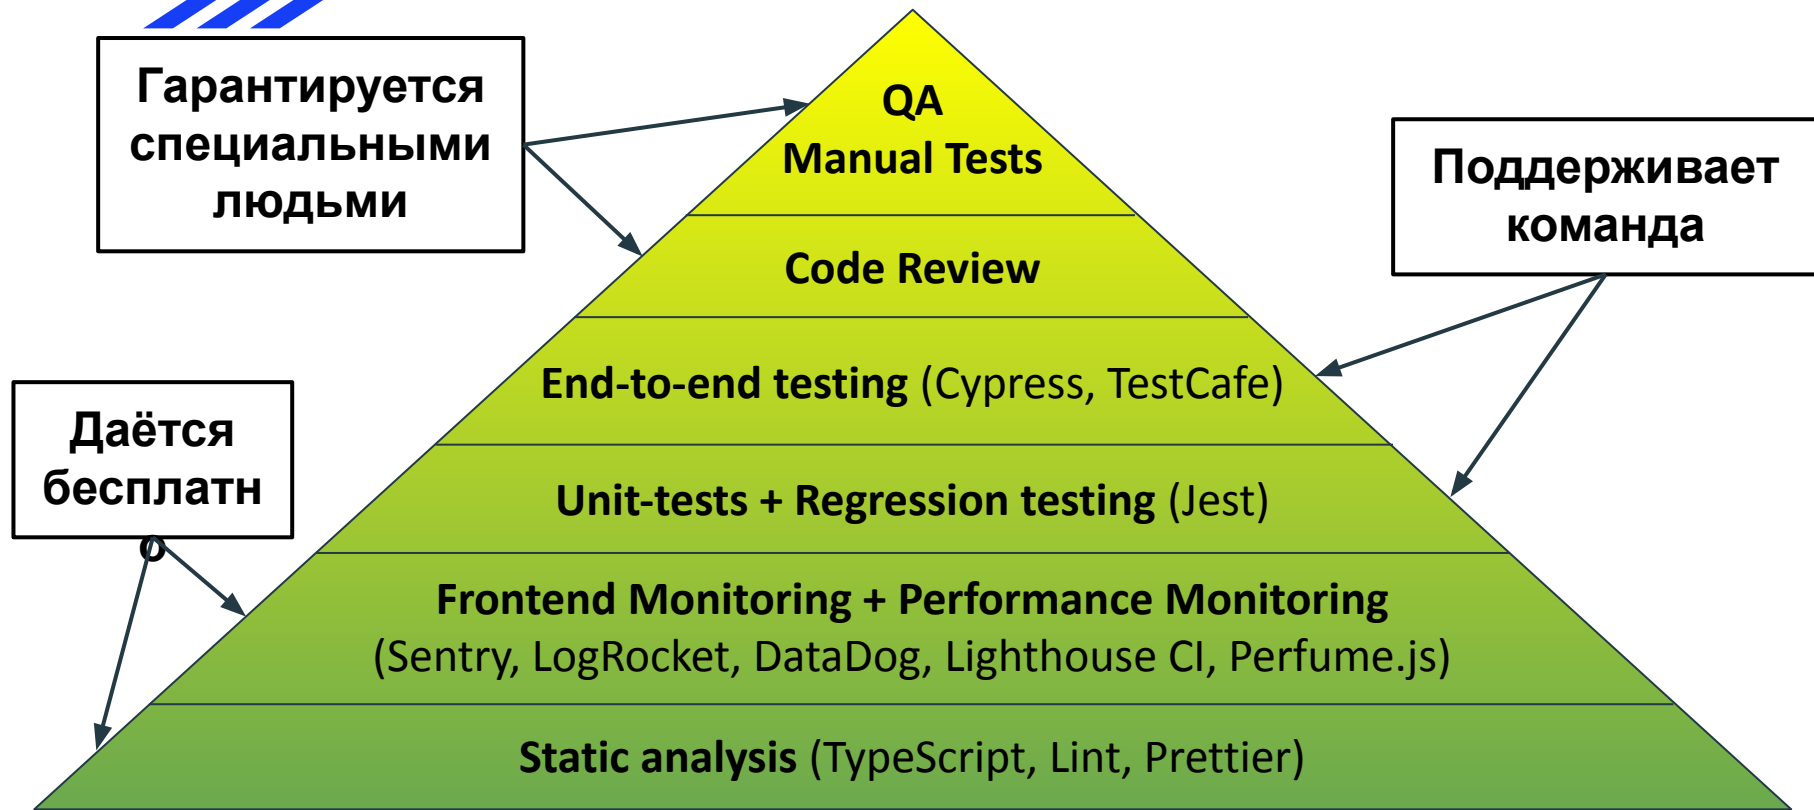 Гарантируется
специальными
людьми
QA
Manual Tests
Поддерживает
команда
Code Review
End-to-end testing (Cypress, TestCafe)
Даётся
бесплатн
о
Unit-tests + Regression testing (Jest)
Frontend Monitoring + Performance Monitoring
(Sentry, LogRocket, DataDog, Lighthouse CI, Perfume.js)
Static analysis (TypeScript, Lint, Prettier)